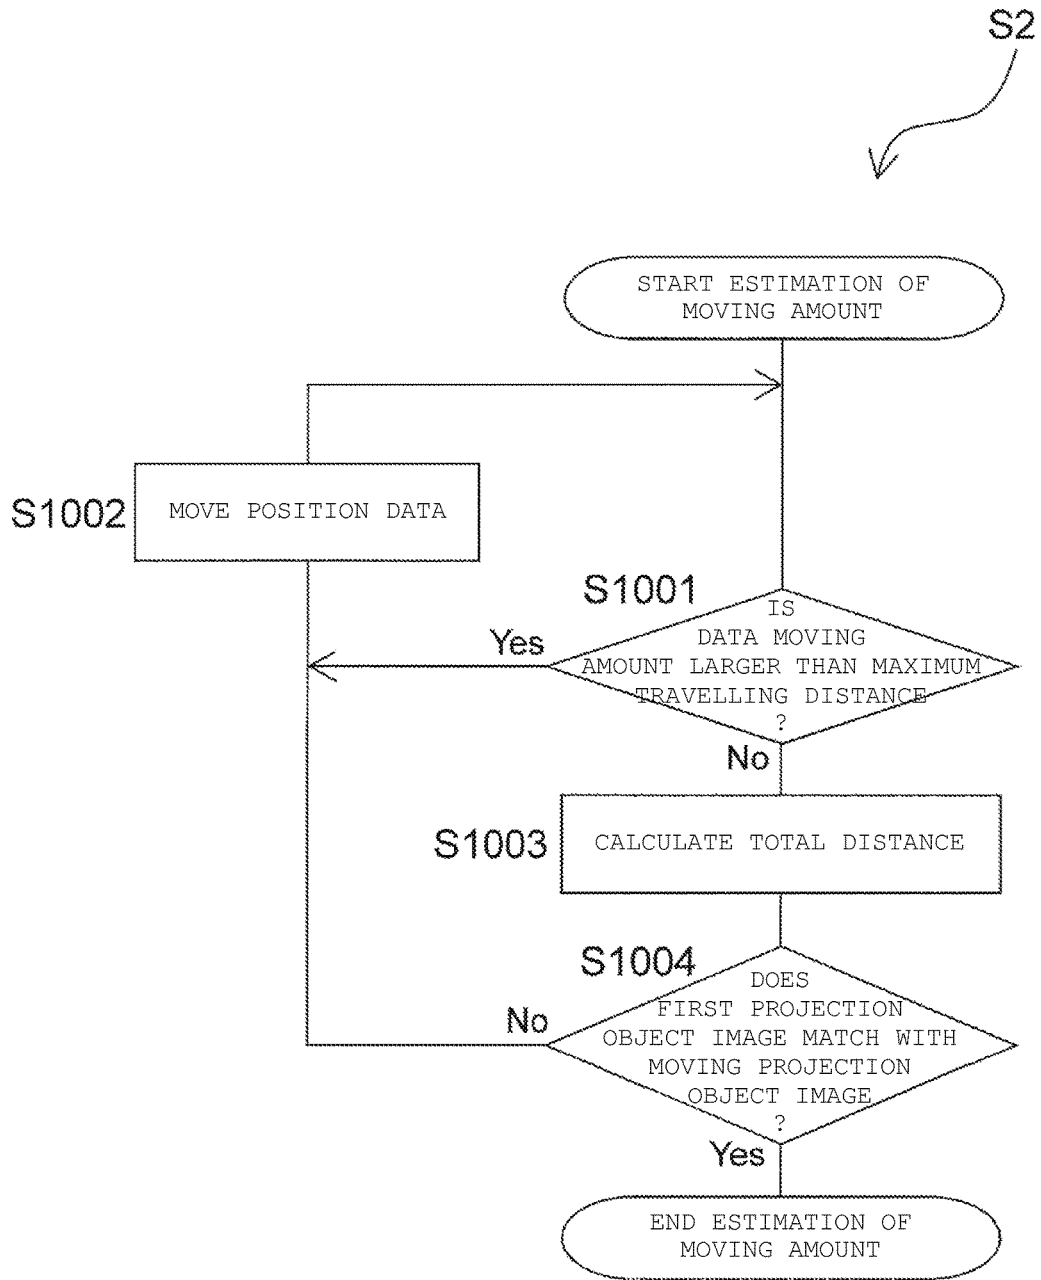 S2
START ESTIMATION OF
MOVING AMOUNT
S1002
MOVE POSITION DATA
S1001
IS
DATA MOVING
AMOUNT LARGER THAN MAXIMUM
TRAVELLING DISTANCE
?
Yes
No
S1003
CALCULATE TOTAL DISTANCE
S1004
DOES
FIRST PROJECTION
OBJECT IMAGE MATCH WITH
MOVING PROJECTION
OBJECT IMAGE
?
No
Yes
END ESTIMATION OF
MOVING AMOUNT